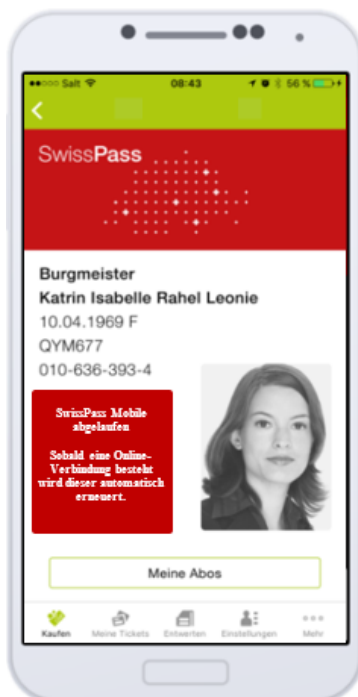 Salt 08:43 56 %
SwissPass
Burgmeister
Katrin Isabelle Rahel Leonie
10.04.1969 F
QYM677
010-636-393-4
SwissPass Mobile
abgelaufen
Sobald eine Online-
Verbindung besteht
wird dieser automatisch
erneuert.
Meine Abos
Kaufen Meine Tickets Entwerten Einstellungen Mehr